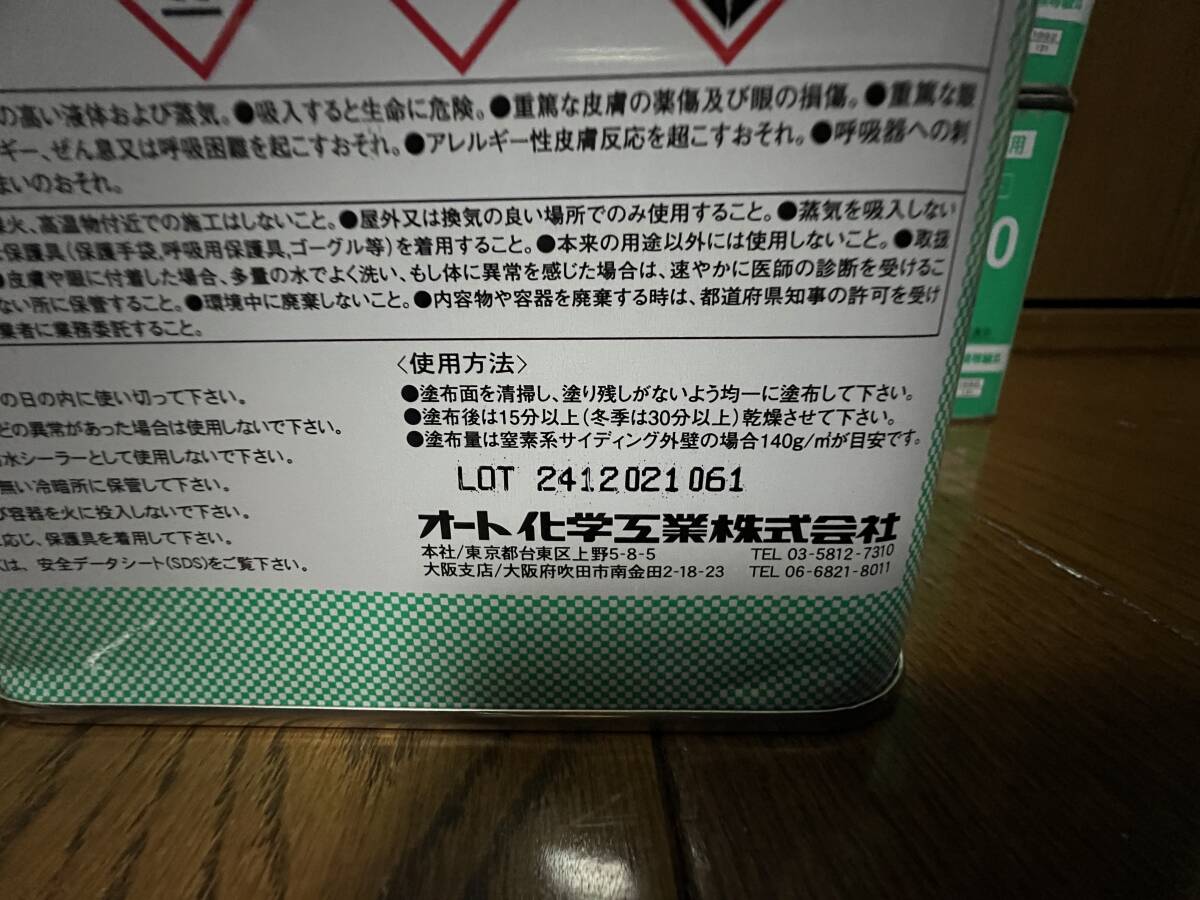 の高い液体および蒸気。●吸入すると生命に危険。●重篤な皮膚の薬傷及び眼の損傷。●重篤な眼
ギー、ぜん息又は呼吸困難を起こすおそれ。●アレルギー性皮膚反応を起こすおそれ。●呼吸器への刺
まいのおそれ。
火、高温物付近での施工はしないこと。●屋外又は換気の良い場所でのみ使用すること。●蒸気を吸入しない
保護具(保護手袋,呼吸用保護具,ゴーグル等)を着用すること。●本来の用途以外には使用しないこと。●取扱
●皮膚や眼に付着した場合、多量の水でよく洗い、もし体に異常を感じた場合は、速やかに医師の診断を受けるこ
ない所に保管すること。●環境中に廃棄しないこと。●内容物や容器を廃棄する時は、都道府県知事の許可を受け
業者に業務委託すること。
の日の内に使い切って下さい。
どの異常があった場合は使用しないで下さい。
水シーラーとして使用しないで下さい。
無い冷暗所に保管して下さい。
び容器を火に投入しないで下さい。
応じ、保護具を着用して下さい。
は、安全データシート(SDS)をご覧下さい。
〈使用方法〉
●塗布面を清掃し、塗り残しがないよう均一に塗布して下さい。
●塗布後は15分以上(冬季は30分以上)乾燥させて下さい。
●塗布量は窒素系サイディング外壁の場合140g/㎡が目安です。
LOT 2412021061
オート化学工業株式会社
本社/東京都台東区上野5-8-5 TEL 03-5812-7310
大阪支店/大阪府吹田市南金田2-18-23 TEL 06-6821-8011
用
0